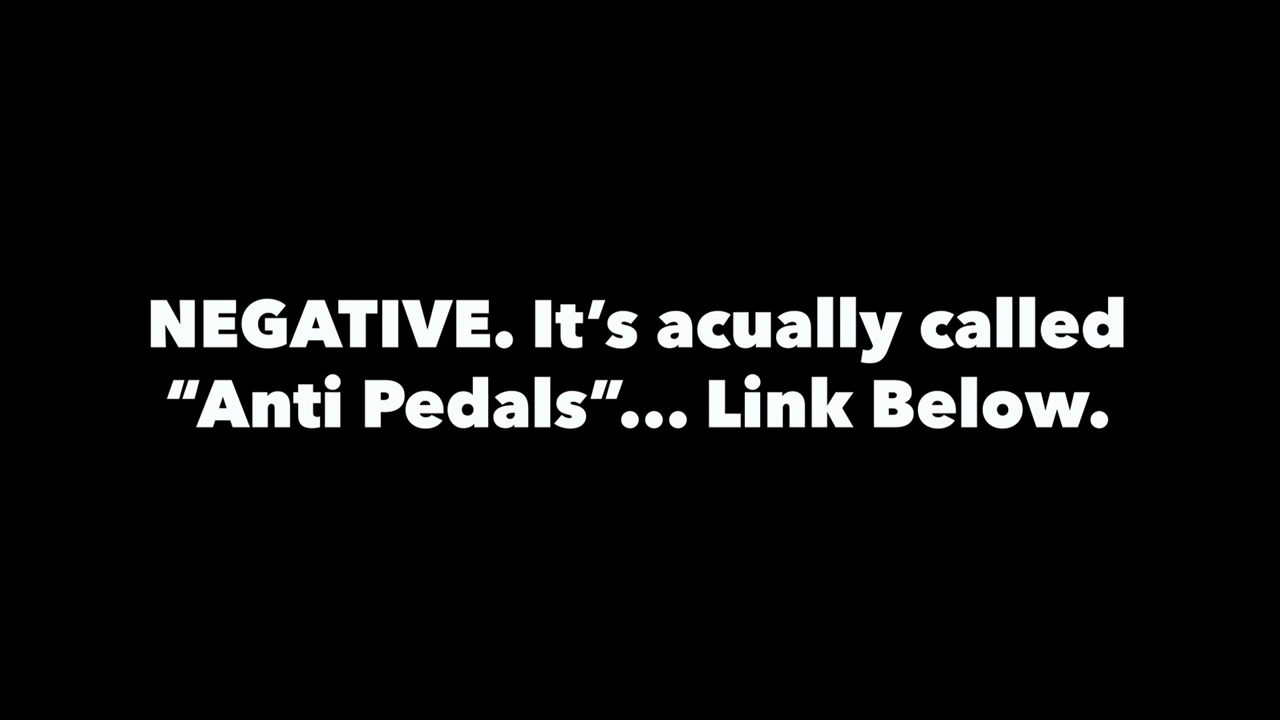 NEGATIVE. It’s acually called
“Anti Pedals”... Link Below.